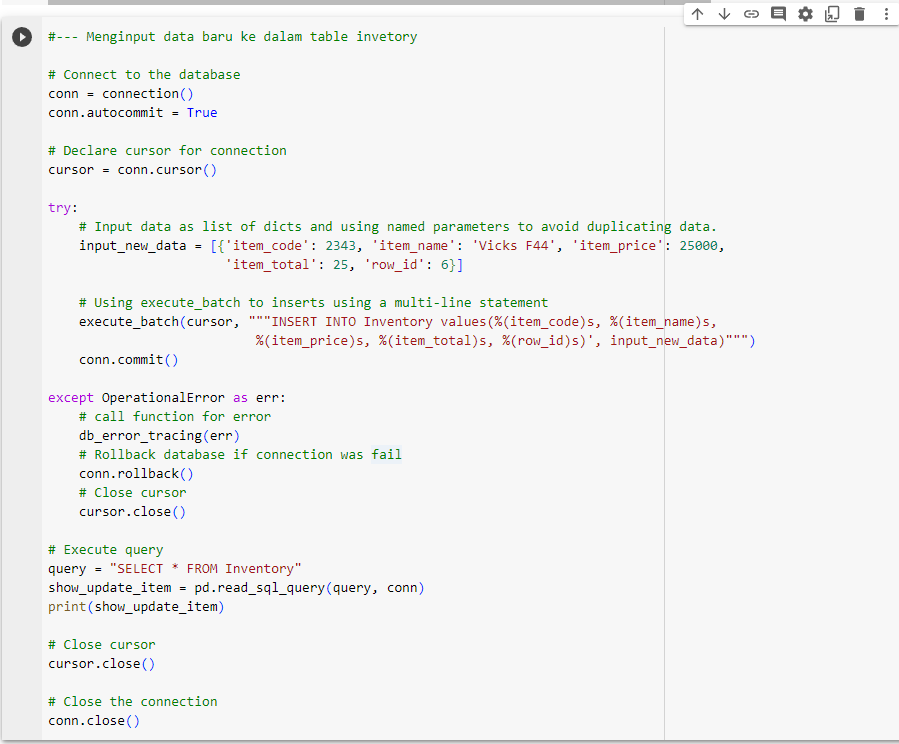 #--- Menginput data baru ke dalam table invetory
# Connect to the database
conn = connection()
conn.autocommit = True
# Declare cursor for connection
cursor = conn.cursor()
try:
# Input data as list of dicts and using named parameters to avoid duplicating data.
input_new_data = [{'item_code': 2343, 'item_name': 'Vicks F44', 'item_price': 25000,
'item_total': 25, 'row_id': 6}]
# Using execute_batch to inserts using a multi-line statement
execute_batch(cursor, """INSERT INTO Inventory values(%(item_code)s, %(item_name)s,
%(item_price)s, %(item_total)s, %(row_id)s)', input_new_data)""")
conn.commit()
except OperationalError as err:
# call function for error
db_error_tracing(err)
# Rollback database if connection was fail
conn.rollback()
# Close cursor
cursor.close()
# Execute query
query = "SELECT * FROM Inventory"
show_update_item = pd.read_sql_query(query, conn)
print(show_update_item)
# Close cursor
cursor.close()
# Close the connection
conn.close()